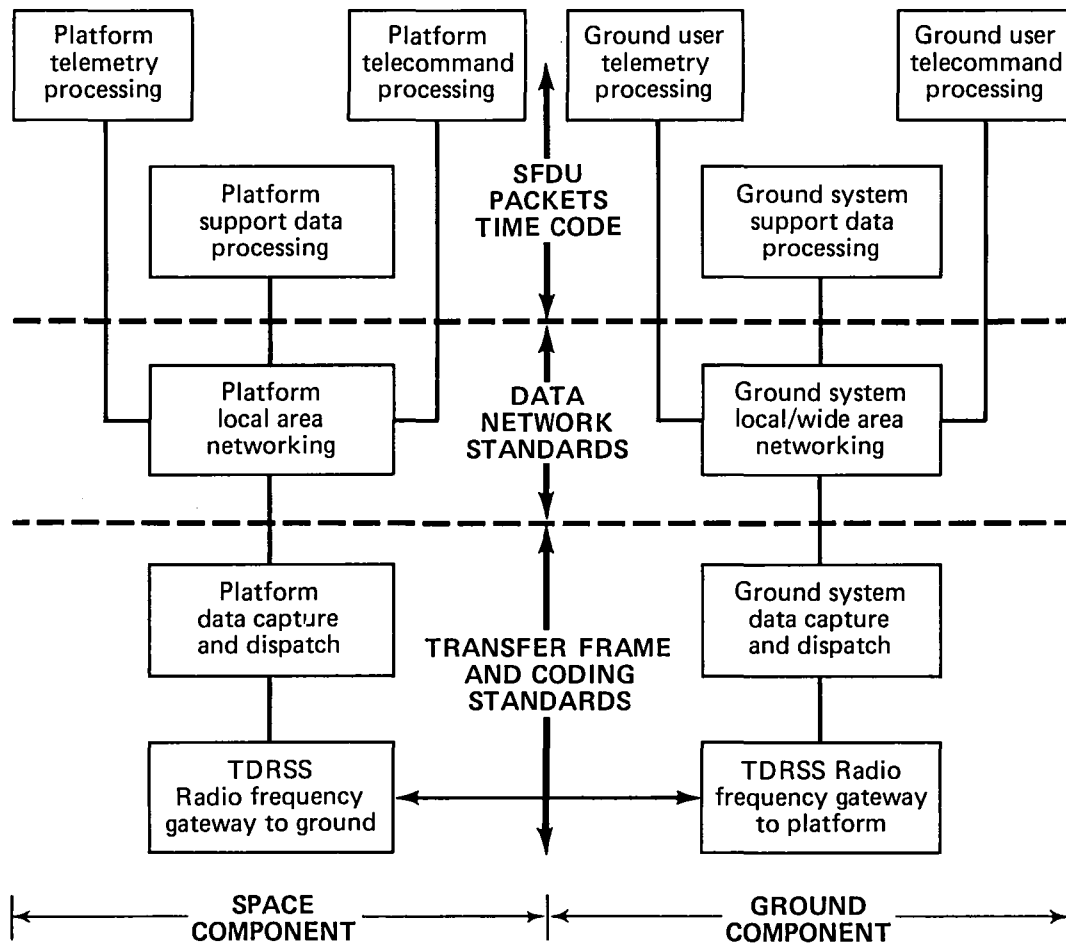 Platform
telemetry
processing
Platform
telecommand
processing
Ground user
telemetry
processing
Ground user
telecommand
processing
Platform
support data
processing
SFDU
PACKETS
TIME CODE
Ground system
support data
processing
Platform
local area
networking
DATA
NETWORK
STANDARDS
Ground system
local/wide area
networking
Platform
data capture
and dispatch
TRANSFER FRAME
AND CODING
STANDARDS
Ground system
data capture
and dispatch
TDRSS
Radio frequency
gateway to ground
TDRSS Radio
frequency gateway
to platform
SPACE
COMPONENT
GROUND
COMPONENT